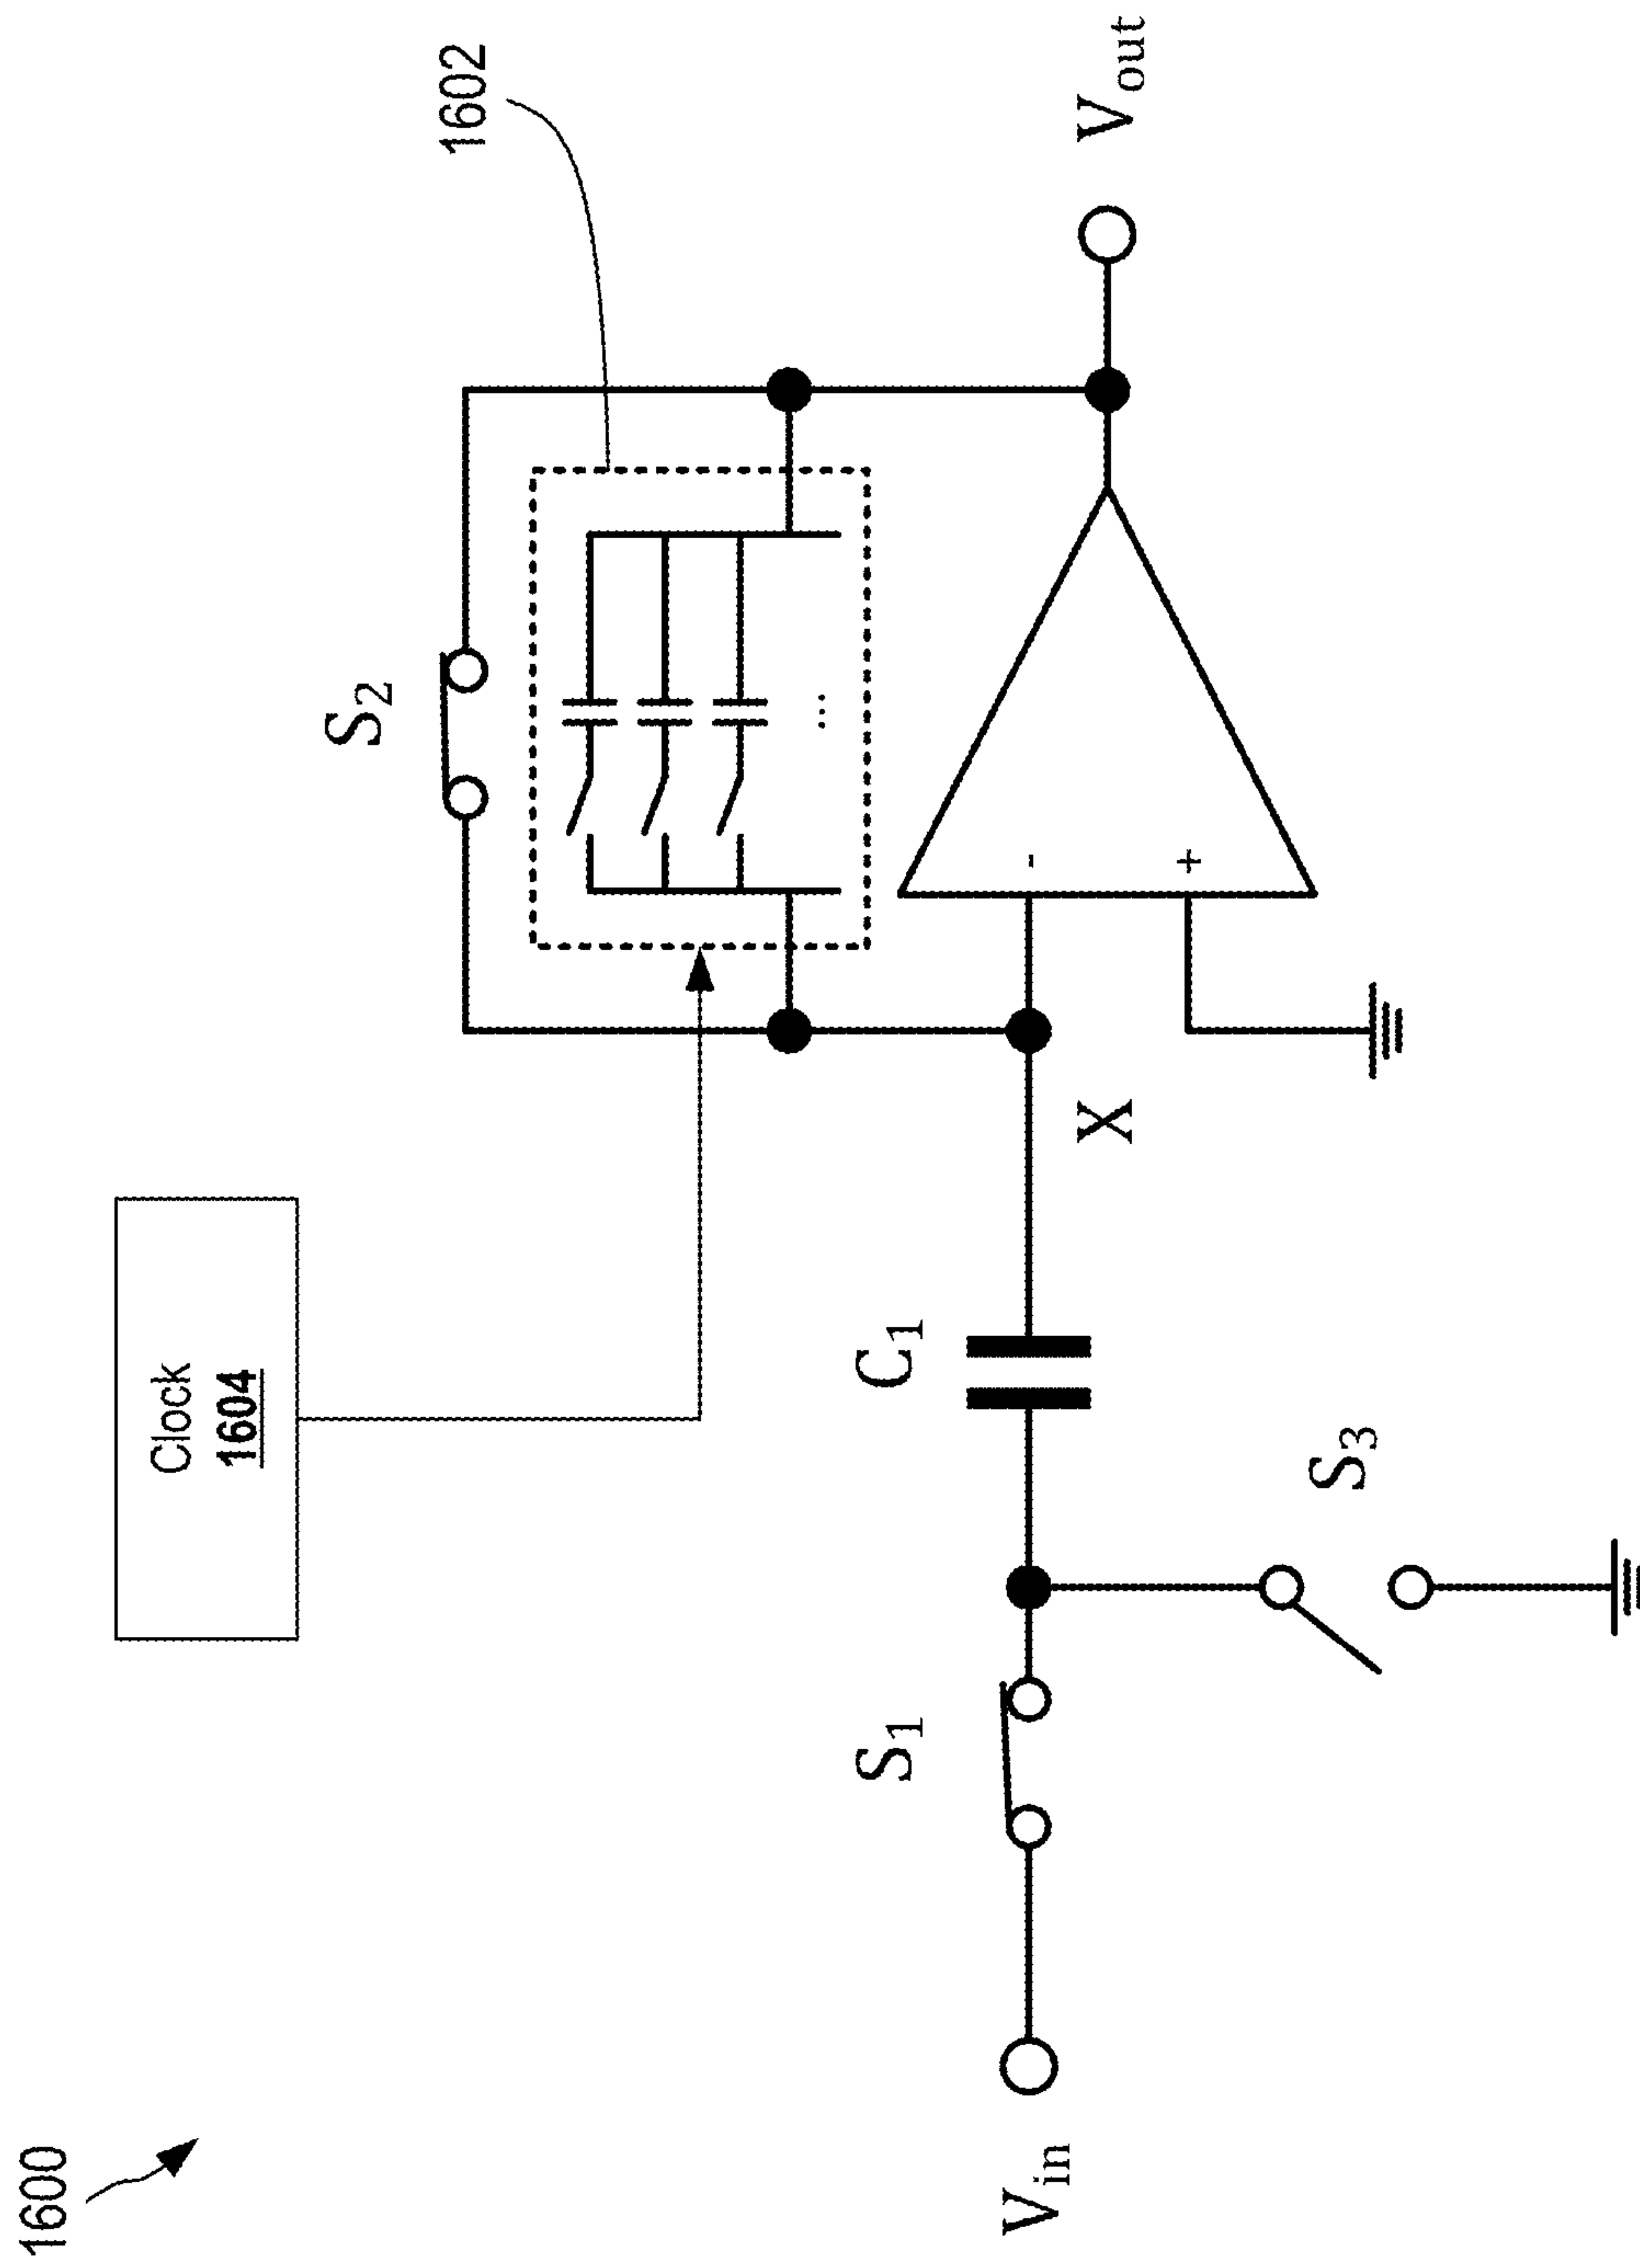 1600
Clock
1604
1602
S2
Vin
S1
S3
C1
X
-
+
...
Vout